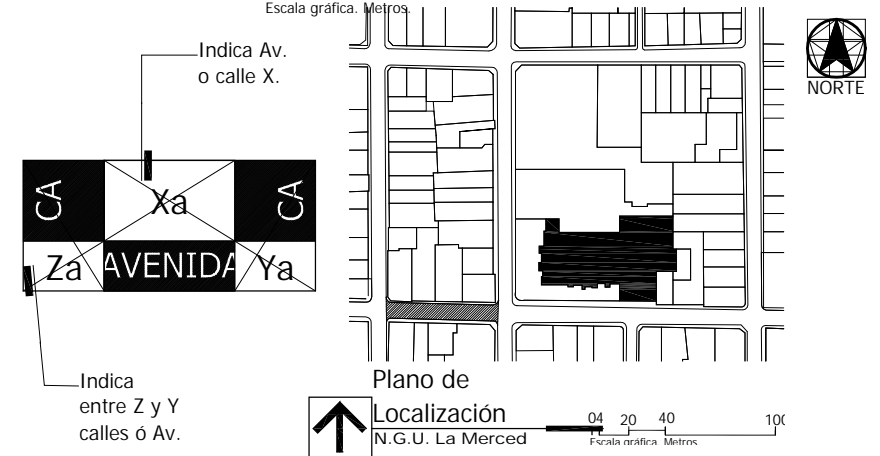 Escala gráfica. Metros.
Indica Av.
o calle X.
NORTE
CA
Xa
CA
Za
AVENIDA
Ya
Indica
entre Z y Y
calles ó Av.
Plano de
Localización
N.G.U. La Merced
04 20 40 100
Escala gráfica. Metros